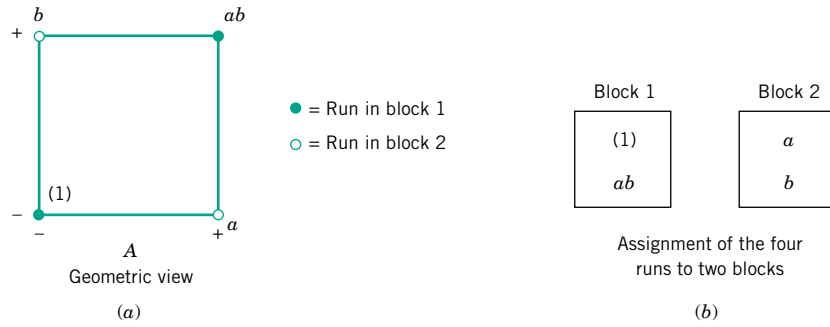 b
ab
+
(1)
−
a
−
+
A
Geometric view
(a)
= Run in block 1
= Run in block 2
Block 1
(1)
ab
Block 2
a
b
Assignment of the four
runs to two blocks
(b)